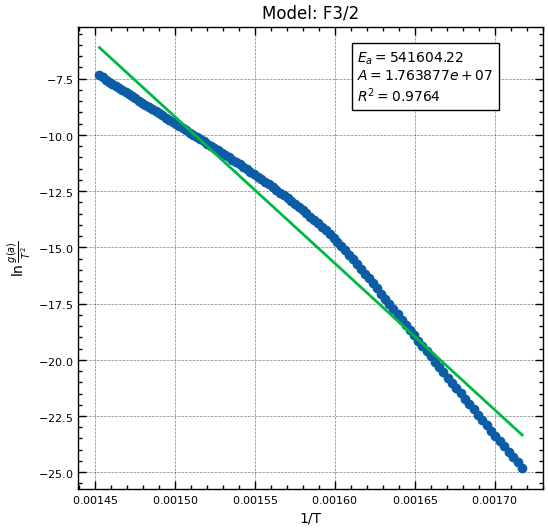 Model: F3/2
E_a = 541604.22
A = 1.763877e + 07
R² = 0.9764
ln g(a)/T²
−7.5
−10.0
−12.5
−15.0
−17.5
−20.0
−22.5
−25.0
0.00145 0.00150 0.00155 0.00160 0.00165 0.00170
1/T